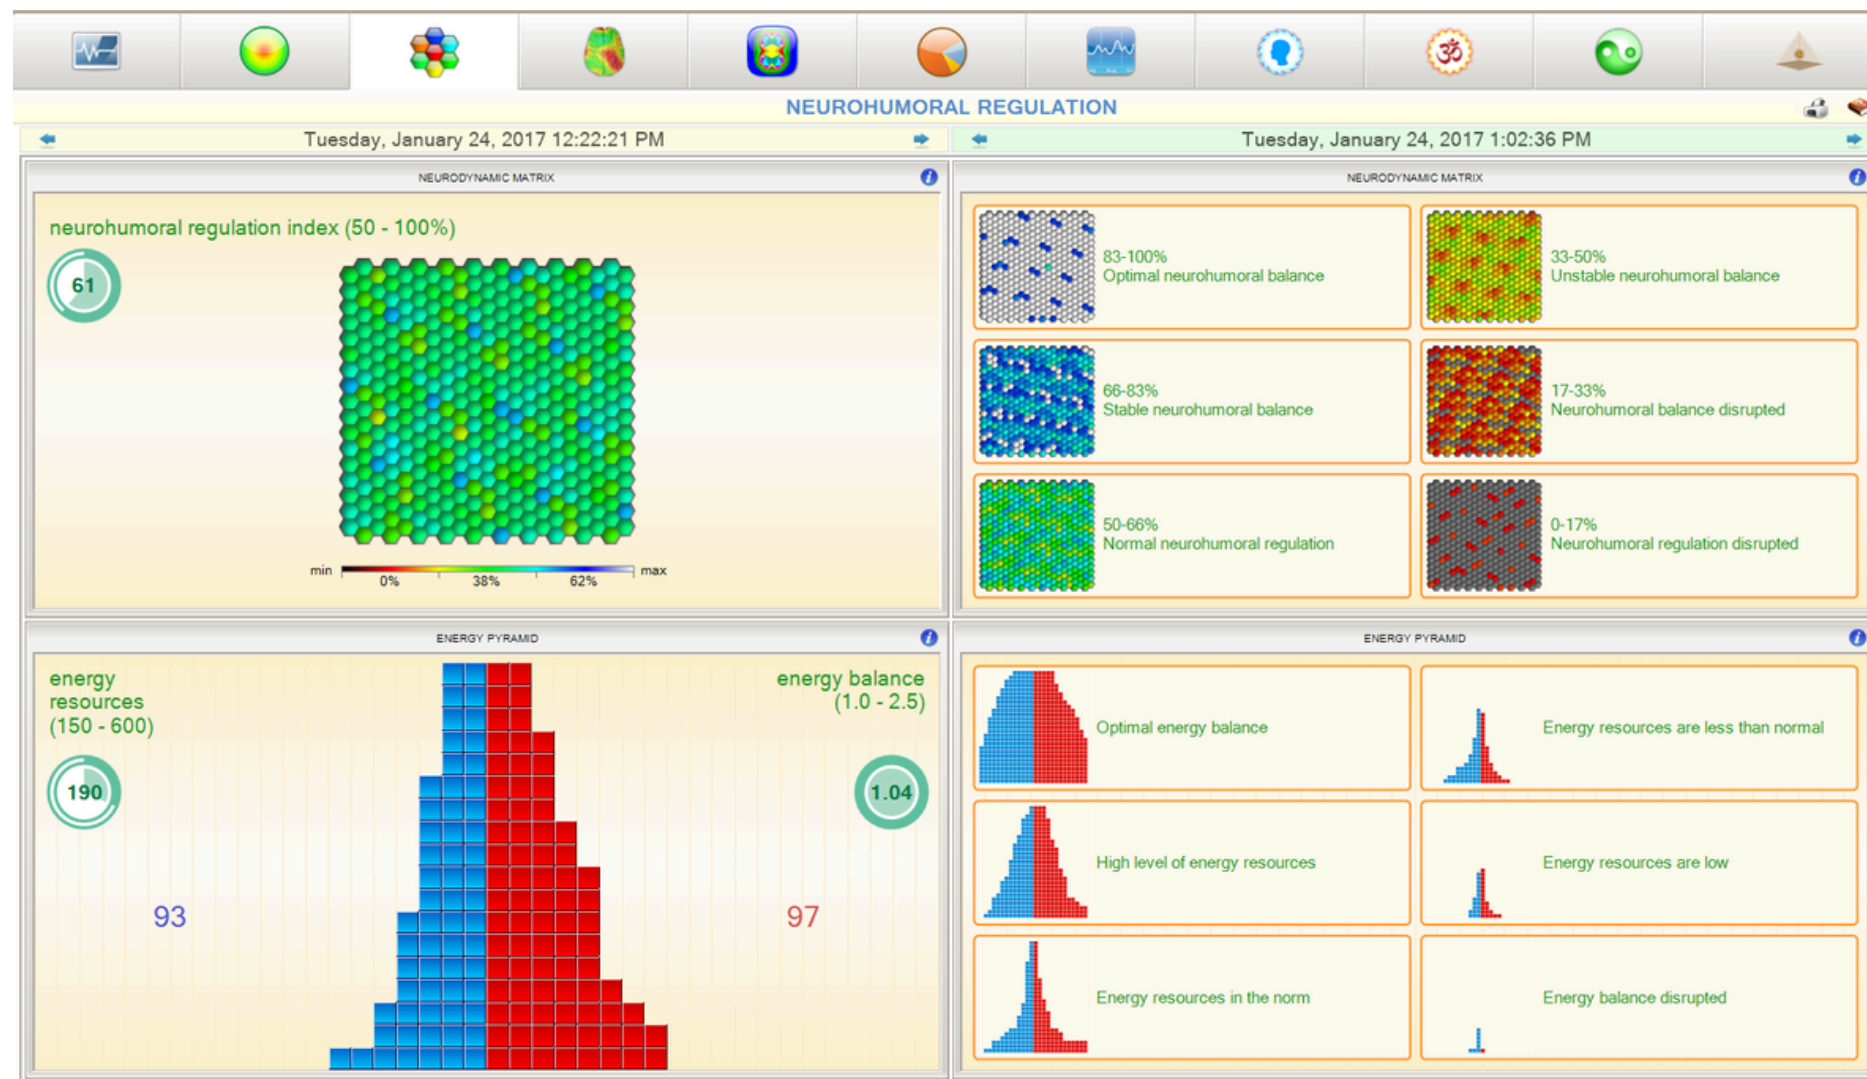 NEUROHUMORAL REGULATION
Tuesday, January 24, 2017 12:22:21 PM
Tuesday, January 24, 2017 1:02:36 PM
NEURODYNAMIC MATRIX
neurohumoral regulation index (50 - 100%)
61
min
0%
38%
62%
max
NEURODYNAMIC MATRIX
83-100%
Optimal neurohumoral balance
33-50%
Unstable neurohumoral balance
66-83%
Stable neurohumoral balance
17-33%
Neurohumoral balance disrupted
50-66%
Normal neurohumoral regulation
0-17%
Neurohumoral regulation disrupted
ENERGY PYRAMID
energy
resources
(150 - 600)
190
93
energy balance
(1.0 - 2.5)
1.04
97
ENERGY PYRAMID
Optimal energy balance
Energy resources are less than normal
High level of energy resources
Energy resources are low
Energy resources in the norm
Energy balance disrupted